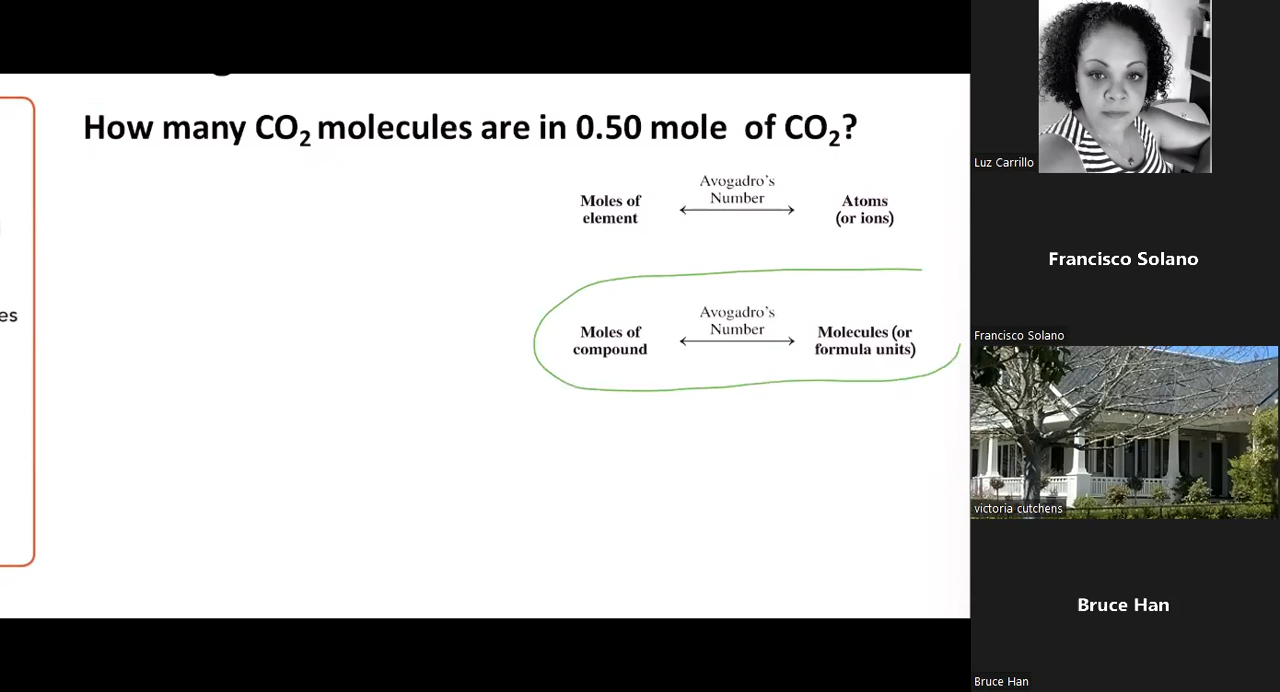 How many CO₂ molecules are in 0.50 mole of CO₂?
Avogadro's
Number
Moles of
element
Atoms
(or ions)
Avogadro's
Number
Moles of
compound
Molecules (or
formula units)
es
Luz Carrillo
Francisco Solano
Francisco Solano
victoria cutchens
Bruce Han
Bruce Han